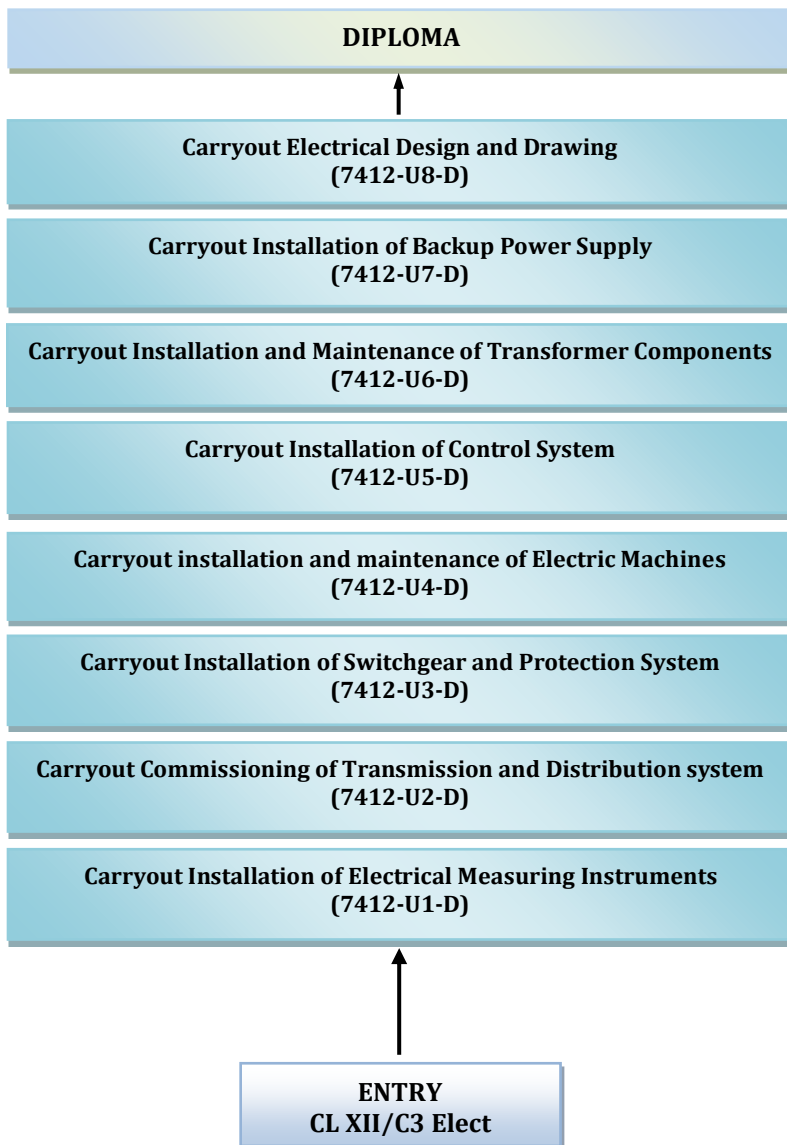 DIPLOMA
Carryout Electrical Design and Drawing
(7412-U8-D)
Carryout Installation of Backup Power Supply
(7412-U7-D)
Carryout Installation and Maintenance of Transformer Components
(7412-U6-D)
Carryout Installation of Control System
(7412-U5-D)
Carryout installation and maintenance of Electric Machines
(7412-U4-D)
Carryout Installation of Switchgear and Protection System
(7412-U3-D)
Carryout Commissioning of Transmission and Distribution system
(7412-U2-D)
Carryout Installation of Electrical Measuring Instruments
(7412-U1-D)
ENTRY
CL XII/C3 Elect